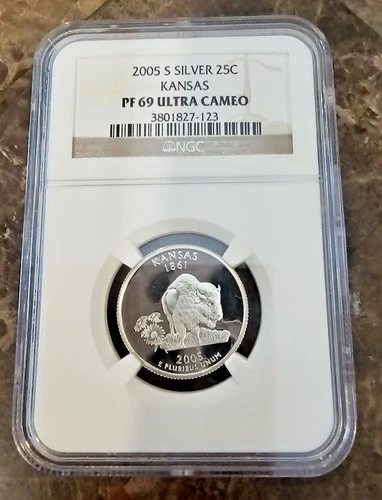 2005 S SILVER 25C
KANSAS
PF 69 ULTRA CAMEO
3801827-123
NGC
KANSAS
1861
2005
E PLURIBUS UNUM